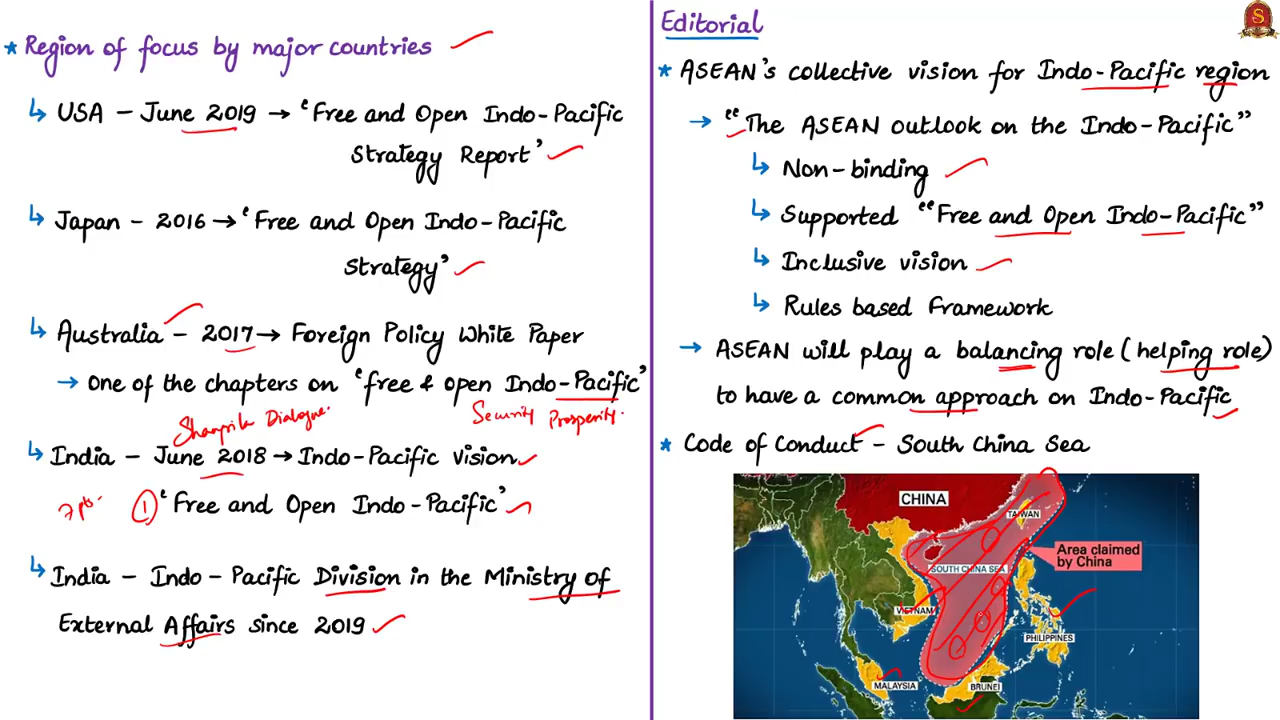 * Region of focus by major countries
↳ USA – June 2019 → ‘Free and Open Indo-Pacific
Strategy Report’
↳ Japan – 2016 → ‘Free and Open Indo-Pacific
Strategy’
↳ Australia – 2017 → Foreign Policy White Paper
→ One of the chapters on ‘free & open Indo-Pacific’
Security Prosperity.
Shangrila Dialogue.
↳ India – June 2018 → Indo-Pacific Vision
7 pts. ① ‘Free and Open Indo-Pacific’
↳ India – Indo-Pacific Division in the Ministry of
External Affairs since 2019
Editorial
* ASEAN's collective vision for Indo-Pacific region
→ “The ASEAN outlook on the Indo-Pacific”
↳ Non-binding
↳ Supported “Free and Open Indo-Pacific”
↳ Inclusive vision
↳ Rules based Framework
→ ASEAN will play a balancing role (helping role)
to have a common approach on Indo-Pacific
* Code of Conduct – South China Sea
CHINA
TAIWAN
Area claimed
by China
SOUTH CHINA SEA
VIETNAM
PHILIPPINES
MALAYSIA
BRUNEI
S